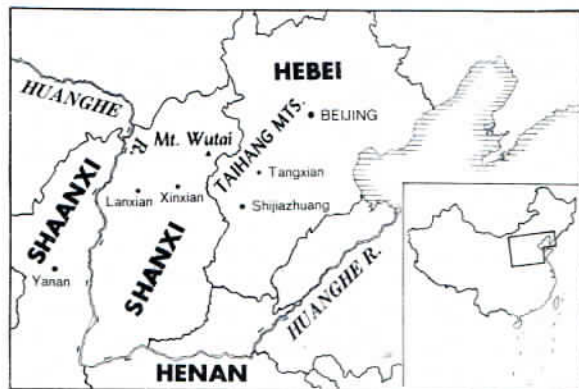 HEBEI
HUANGHE
R.
Mt. Wutai
TAIHANG MTS.
BEIJING
Tangxian
Lanxian
Xinxian
Shijiazhuang
SHAANXI
SHANXI
Yanan
HUANGHE R.
HENAN